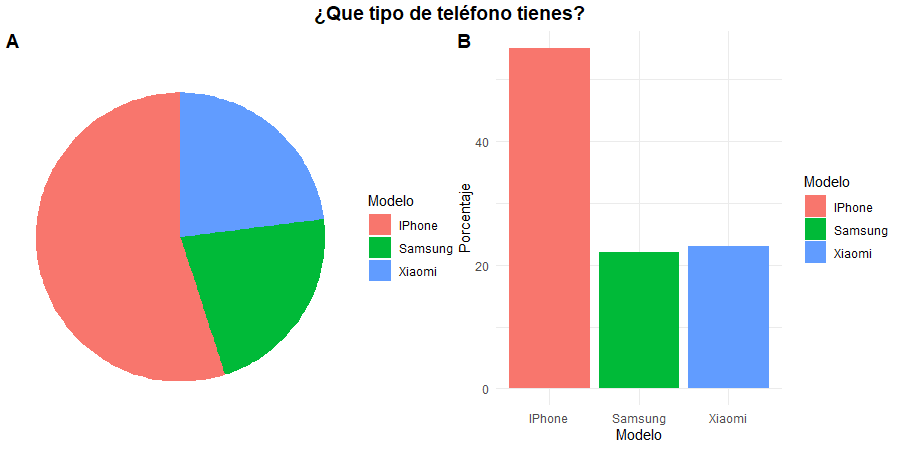 ¿Que tipo de teléfono tienes?
A
Modelo
IPhone
Samsung
Xiaomi
B
Porcentaje
40
20
0
IPhone
Samsung
Xiaomi
Modelo
Modelo
IPhone
Samsung
Xiaomi